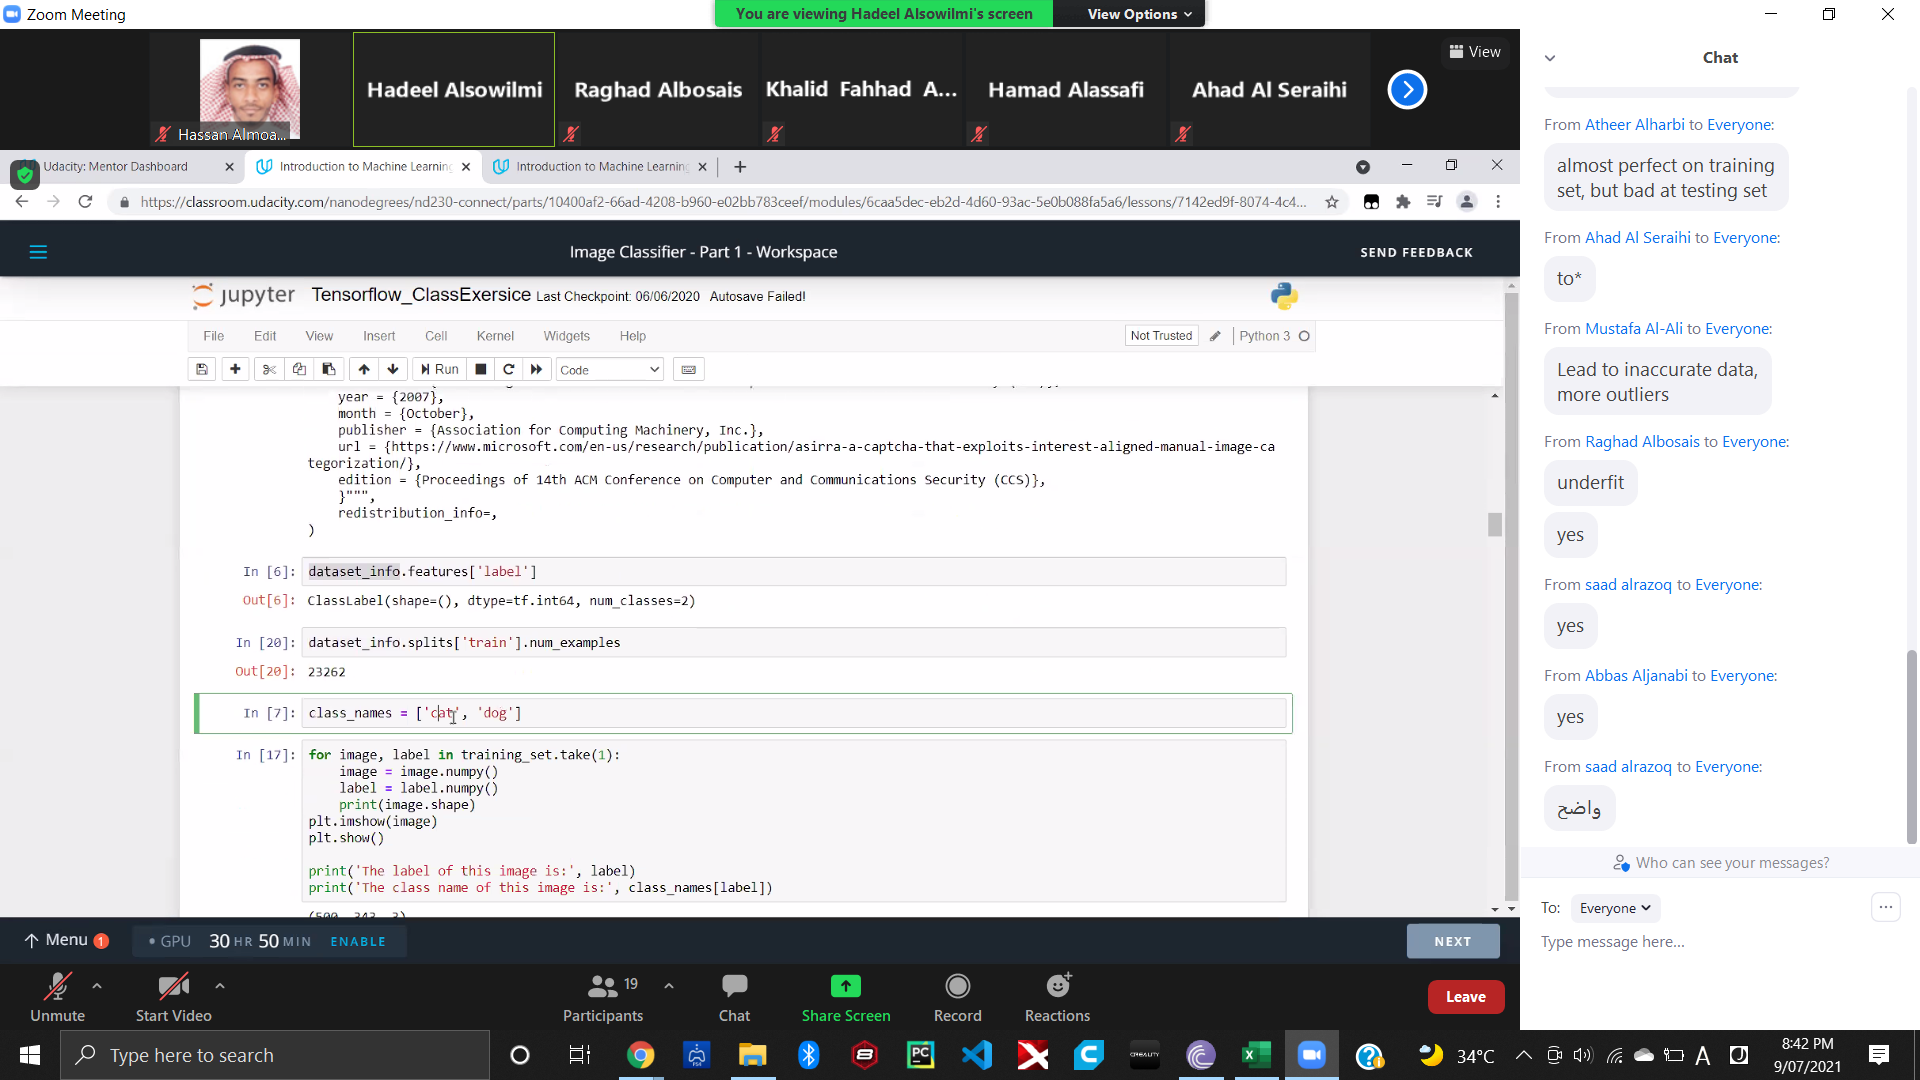 Zoom Meeting
You are viewing Hadeel Alsowilmi's screen
View Options
View
Hassan Almoa...
Hadeel Alsowilmi
Raghad Albosais
Khalid Fahhad A...
Hamad Alassafi
Ahad Al Seraihi
Udacity: Mentor Dashboard
Introduction to Machine Learning
Introduction to Machine Learning
https://classroom.udacity.com/nanodegrees/nd230-connect/parts/10400af2-66ad-4208-b960-e02bb783ceef/modules/6caa5dec-eb2d-4d60-93ac-5e0b088fa5a6/lessons/7142ed9f-8074-4c4...
Image Classifier - Part 1 - Workspace
SEND FEEDBACK
jupyter Tensorflow_ClassExersice Last Checkpoint: 06/06/2020 Autosave Failed!
File Edit View Insert Cell Kernel Widgets Help
Not Trusted
Python 3
Run
Code
year = {2007},
month = {October},
publisher = {Association for Computing Machinery, Inc.},
url = {https://www.microsoft.com/en-us/research/publication/asirra-a-captcha-that-exploits-interest-aligned-manual-image-ca
tegorization/},
edition = {Proceedings of 14th ACM Conference on Computer and Communications Security (CCS)},
}""",
redistribution_info=,
)
In [6]: dataset_info.features['label']
Out[6]: ClassLabel(shape=(), dtype=tf.int64, num_classes=2)
In [20]: dataset_info.splits['train'].num_examples
Out[20]: 23262
In [7]: class_names = ['cat', 'dog']
In [17]: for image, label in training_set.take(1):
image = image.numpy()
label = label.numpy()
print(image.shape)
plt.imshow(image)
plt.show()
print('The label of this image is:', label)
print('The class name of this image is:', class_names[label])
(500, 343, 3)
Menu 1
GPU 30 HR 50 MIN ENABLE
NEXT
Unmute
Start Video
Participants 19
Chat
Share Screen
Record
Reactions
Leave
Chat
From Atheer Alharbi to Everyone:
almost perfect on training
set, but bad at testing set
From Ahad Al Seraihi to Everyone:
to*
From Mustafa Al-Ali to Everyone:
Lead to inaccurate data,
more outliers
From Raghad Albosais to Everyone:
underfit
yes
From saad alrazoq to Everyone:
yes
From Abbas Aljanabi to Everyone:
yes
From saad alrazoq to Everyone:
واضح
Who can see your messages?
To: Everyone
Type message here...
Type here to search
34°C
8:42 PM
9/07/2021